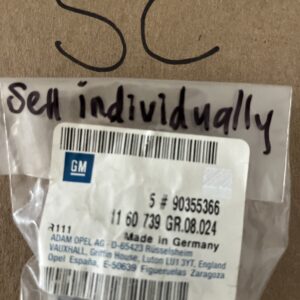 SC
Sell individually
GM
5 # 90355366
11 60 739 GR.08.024
R111
Made in Germany
ADAM OPEL AG - D-65423 Rüsselsheim
VAUXHALL, Griffin House, Luton LU1 3YT, England
Opel España, E-50639 Figueruelas Zaragoza